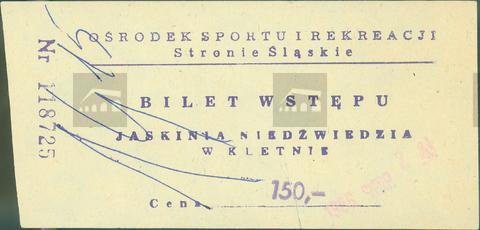 OŚRODEK SPORTU I REKREACJI
Stronie Śląskie
Nr 118725
BILET WSTĘPU
JASKINIA NIEDŹWIEDZIA
W KLETNIE
Cena 150,-